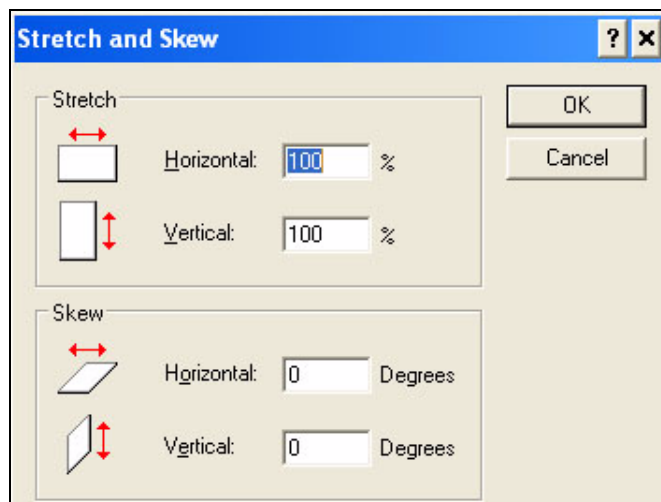 Stretch and Skew
Stretch
Horizontal: 100 %
Vertical: 100 %
OK
Cancel
Skew
Horizontal: 0 Degrees
Vertical: 0 Degrees